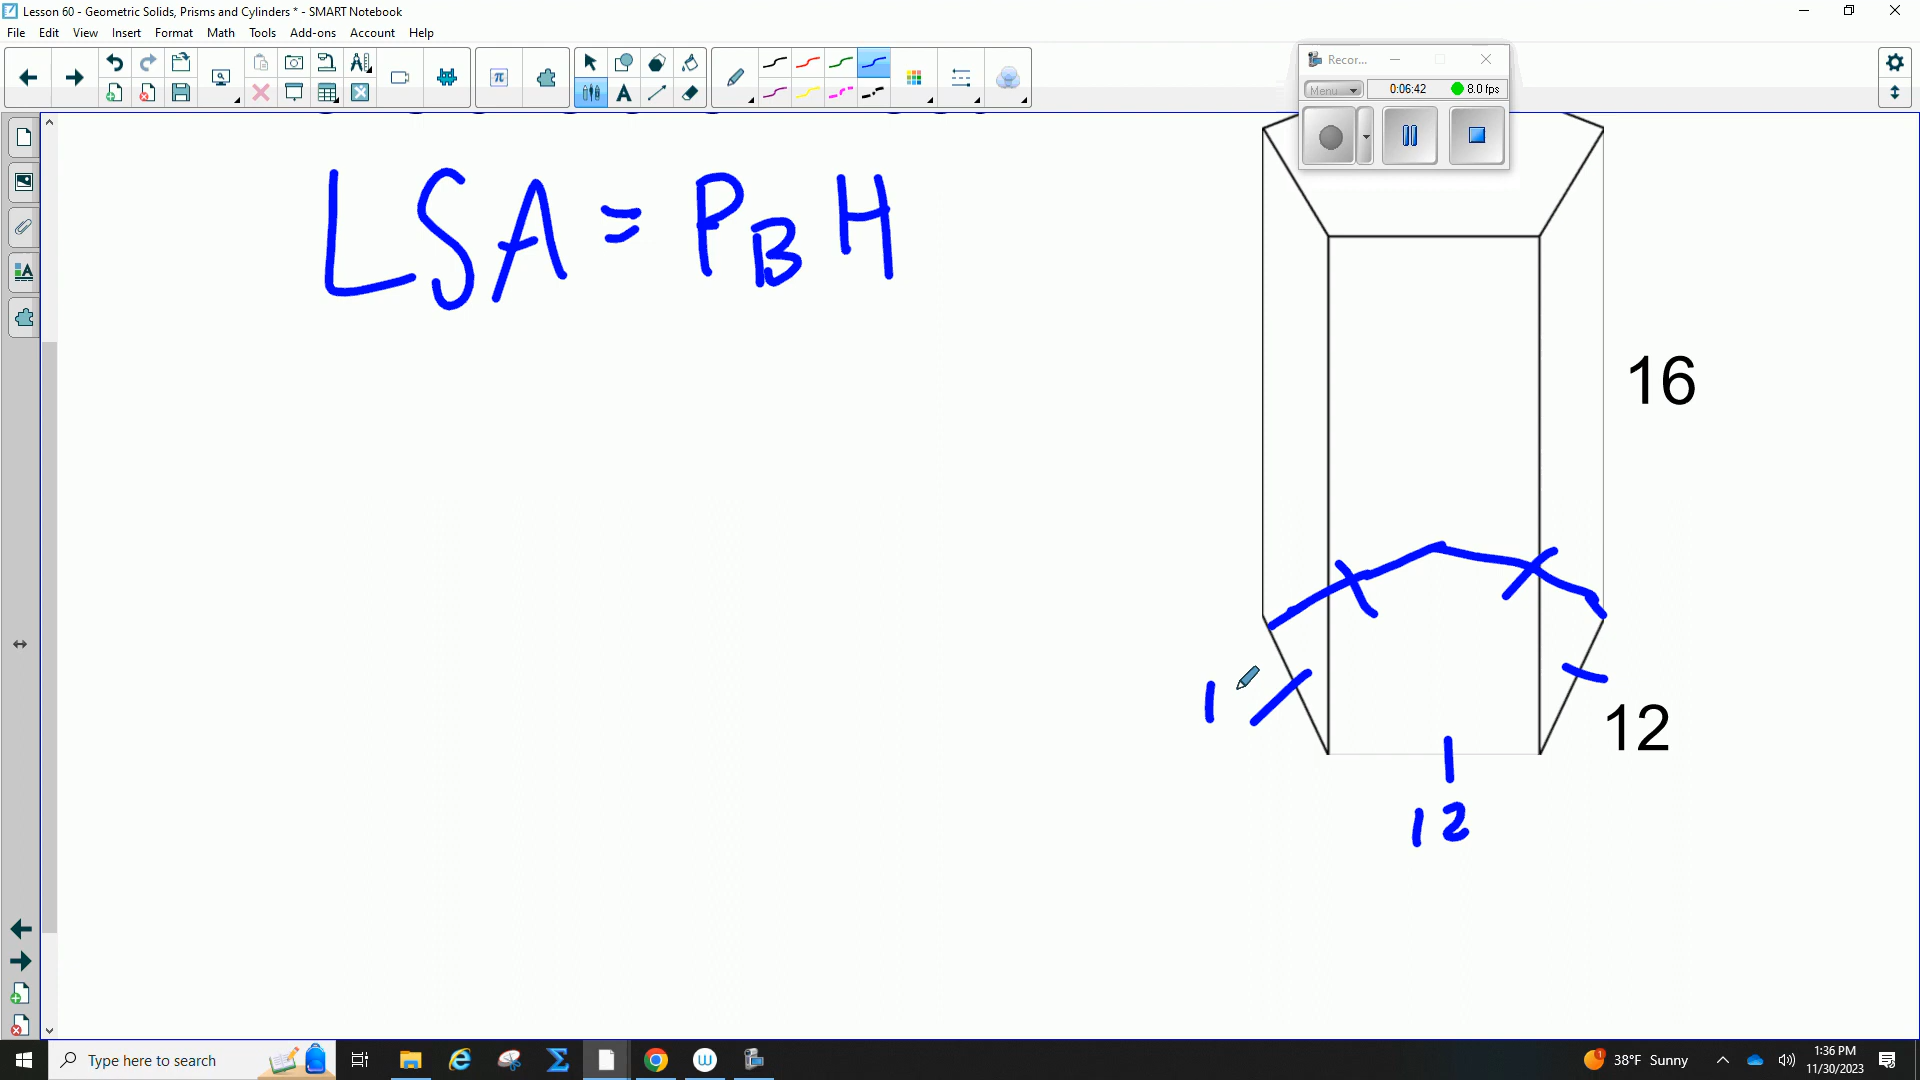 Lesson 60 - Geometric Solids, Prisms and Cylinders * - SMART Notebook
File Edit View Insert Format Math Tools Add-ons Account Help
Recor...
Menu 0:06:42 8.0 fps
LSA = PB H
16
1
12
12
Type here to search
38°F Sunny
1:36 PM
11/30/2023